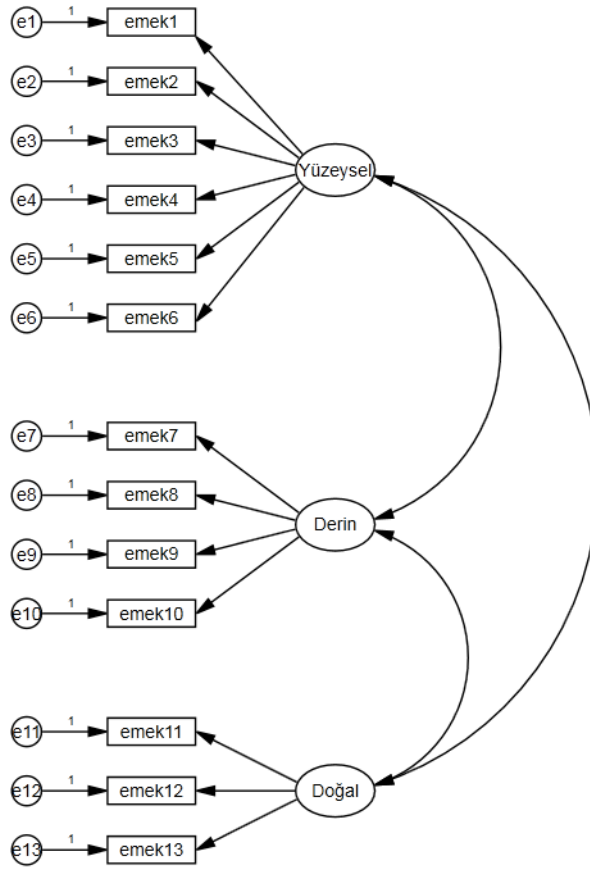 e1 1 emek1
e2 1 emek2
e3 1 emek3
Yüzeysel
e4 1 emek4
e5 1 emek5
e6 1 emek6
e7 1 emek7
e8 1 emek8
Derin
e9 1 emek9
e10 1 emek10
e11 1 emek11
e12 1 emek12 Doğal
e13 1 emek13